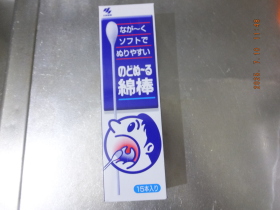 なが〜く
ソフトで
ぬりやすい
のどぬ〜る
綿棒
15本入り